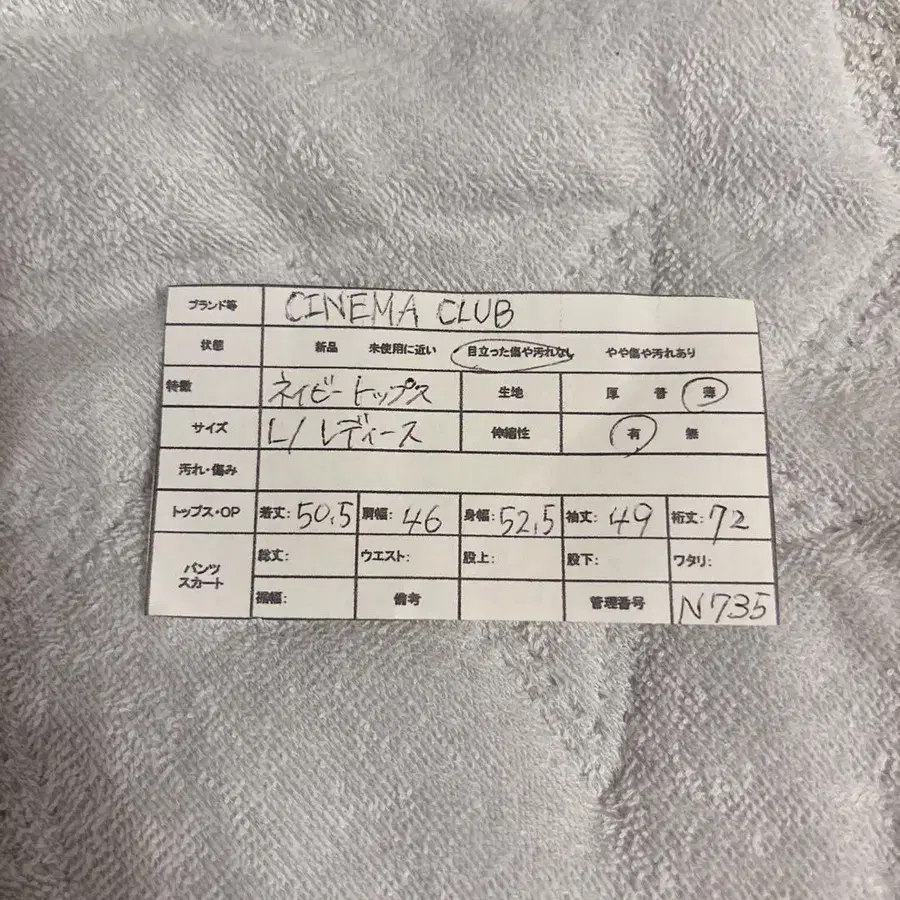 ブランド等 CINEMA CLUB
状態 新品 未使用に近い 目立った傷や汚れなし やや傷や汚れあり
特徴 ネイビートップス 生地 厚 普 薄
サイズ L/レディース 伸縮性 有 無
汚れ・傷み
トップス・OP 着丈: 50.5 肩幅: 46 身幅: 52.5 袖丈: 49 裄丈: 72
パンツ スカート 総丈: ウエスト: 股上: 股下: ワタリ:
裾幅: 備考 管理番号 N735